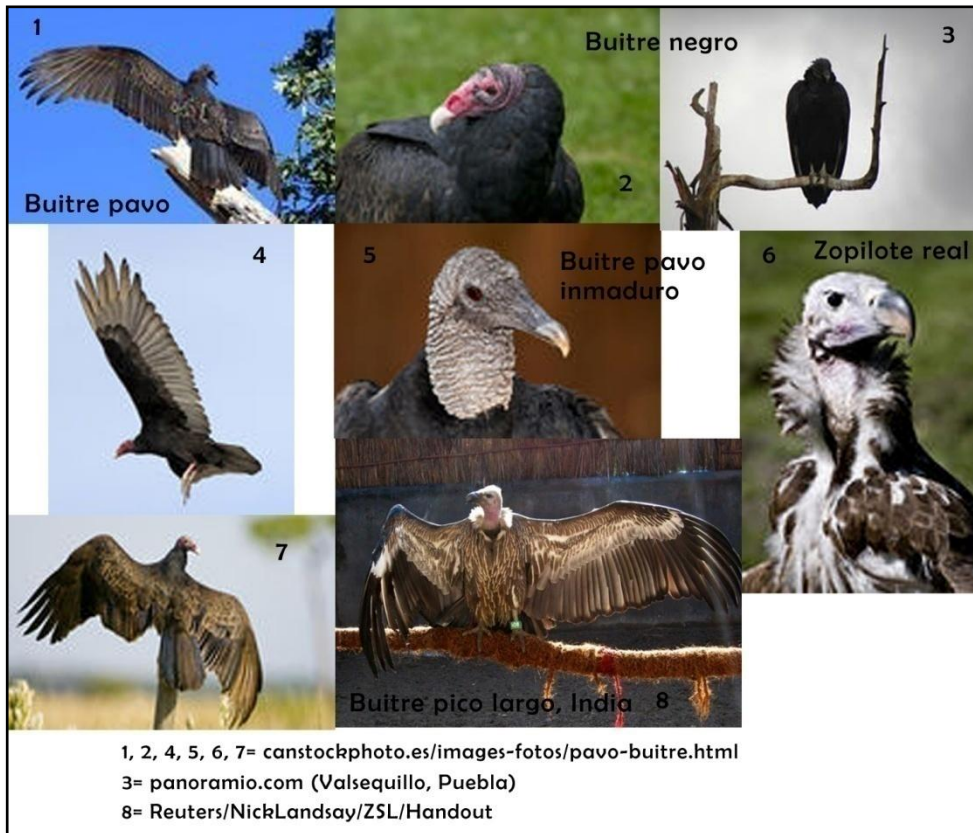 1
Buitre pavo
2
Buitre negro
3
4
5
Buitre pavo
inmaduro
6
Zopilote real
7
Buitre pico largo, India
8
1, 2, 4, 5, 6, 7= canstockphoto.es/images-fotos/pavo-buitre.html
3= panoramio.com (Valsequillo, Puebla)
8= Reuters/NickLandsay/ZSL/Handout